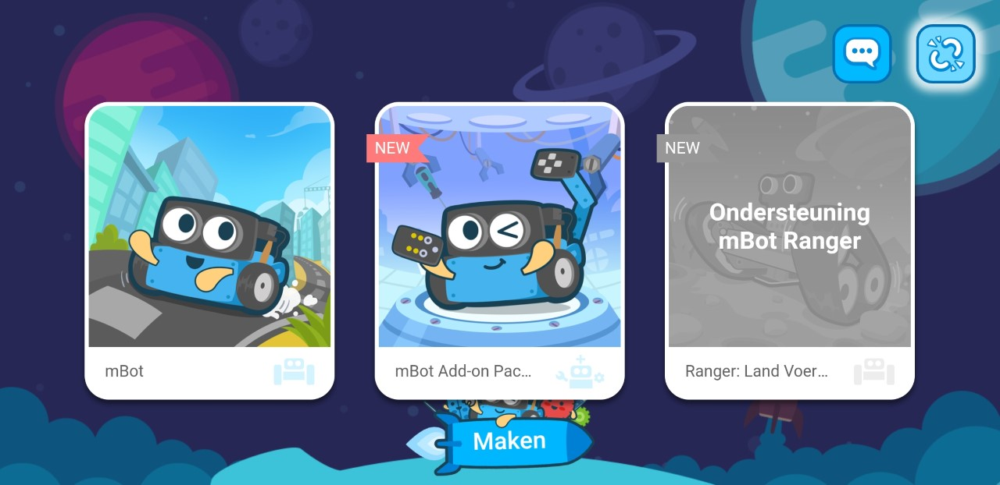 NEW
NEW
Ondersteuning
mBot Ranger
mBot
mBot Add-on Pac...
Ranger: Land Voer...
Maken